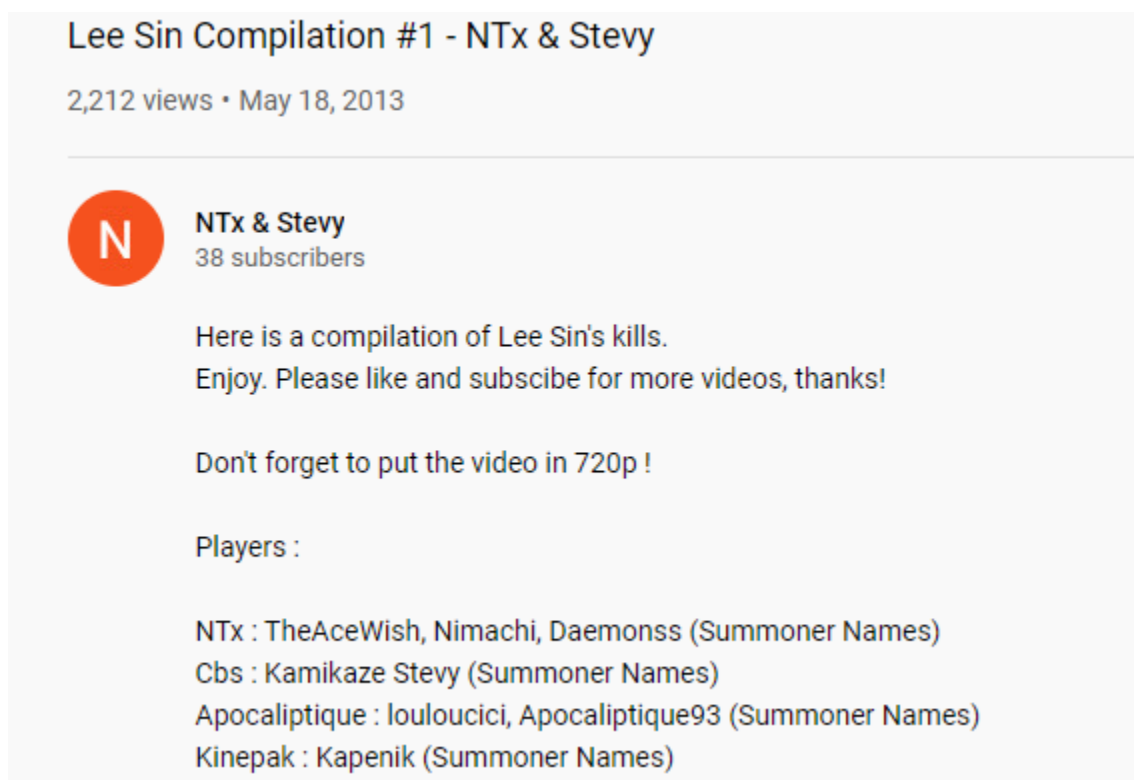 Lee Sin Compilation #1 - NTx & Stevy
2,212 views • May 18, 2013
N
NTx & Stevy
38 subscribers
Here is a compilation of Lee Sin's kills.
Enjoy. Please like and subscibe for more videos, thanks!
Don't forget to put the video in 720p !
Players :
NTx : TheAceWish, Nimachi, Daemonss (Summoner Names)
Cbs : Kamikaze Stevy (Summoner Names)
Apocaliptique : louloucici, Apocaliptique93 (Summoner Names)
Kinepak : Kapenik (Summoner Names)